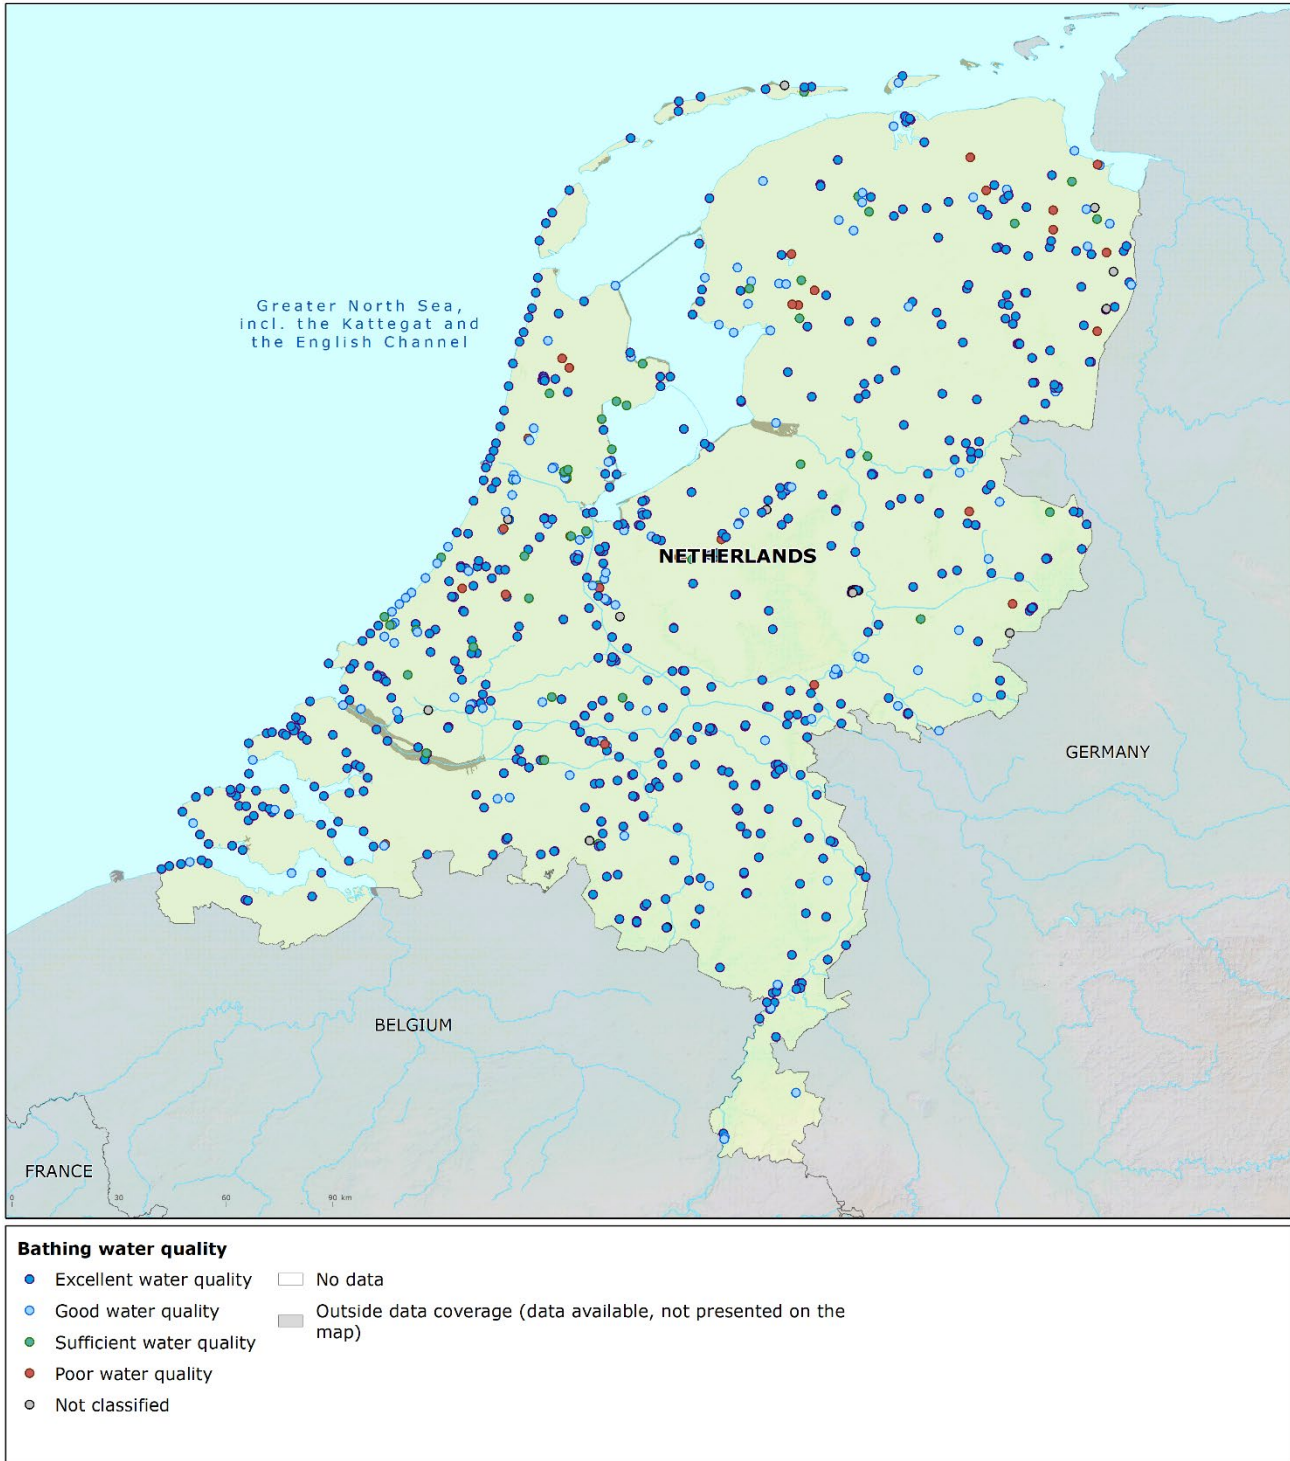 Greater North Sea,
incl. the Kattegat and
the English Channel
NETHERLANDS
GERMANY
BELGIUM
FRANCE
0 30 60 90 km
Bathing water quality
Excellent water quality
Good water quality
Sufficient water quality
Poor water quality
Not classified
No data
Outside data coverage (data available, not presented on the
map)